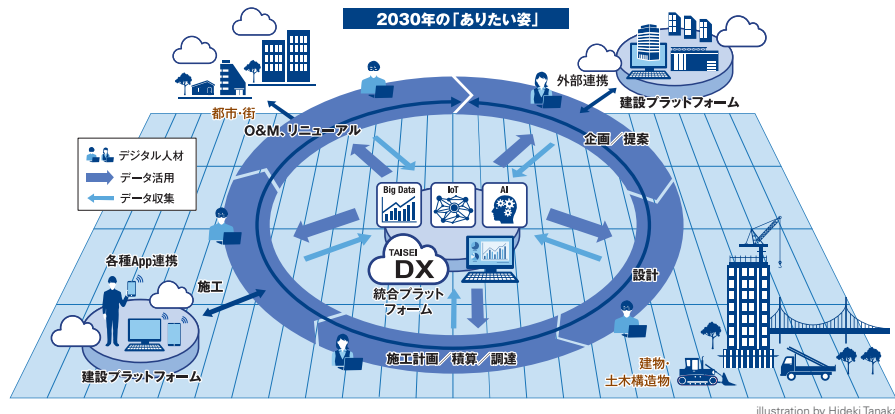 2030年の「ありたい姿」
外部連携
建設プラットフォーム
都市・街
O&M、リニューアル
企画／提案
デジタル人材
データ活用
データ収集
Big Data
IoT
AI
TAISEI
DX
統合プラット
フォーム
各種App連携
施工
設計
建設プラットフォーム
施工計画／積算／調達
建物・
土木構造物
illustration by Hideki Tanaka